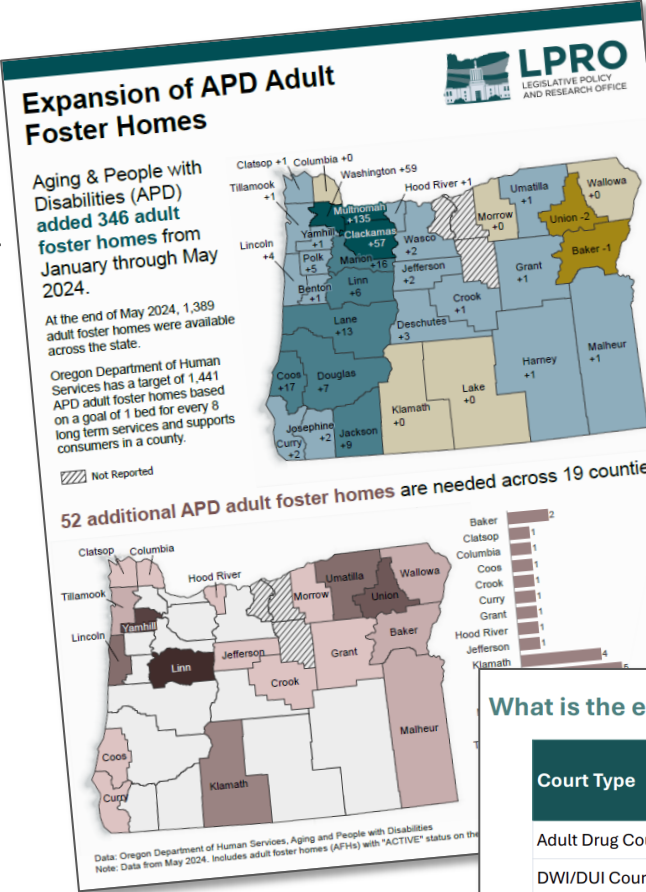 LPRO
LEGISLATIVE POLICY
AND RESEARCH OFFICE
Expansion of APD Adult
Foster Homes
Aging & People with
Disabilities (APD)
added 346 adult
foster homes from
January through May
2024.
At the end of May 2024, 1,389
adult foster homes were available
across the state.
Oregon Department of Human
Services has a target of 1,441
APD adult foster homes based
on a goal of 1 bed for every 8
long term services and supports
consumers in a county.
Not Reported
Clatsop +1
Columbia +0
Washington +59
Tillamook
+1
Hood River +1
Multnomah
+135
Umatilla
+1
Wallowa
+0
Morrow
+0
Union -2
Yamhill
+1
Clackamas
+57
Wasco
+2
Baker -1
Lincoln
+4
Polk
+5
Marion +16
Jefferson
+2
Grant
+1
Benton
+1
Linn
+6
Crook
+1
Lane
+13
Deschutes
+3
Malheur
+1
Harney
+1
Coos
+17
Douglas
+7
Lake
+0
Klamath
+0
Josephine
+2
Curry
+2
Jackson
+9
52 additional APD adult foster homes are needed across 19 countie
Clatsop
Columbia
Tillamook
Hood River
Umatilla
Wallowa
Morrow
Union
Yamhill
Lincoln
Baker
Linn
Jefferson
Grant
Crook
Malheur
Coos
Klamath
Curry
Baker 2
Clatsop 1
Columbia 1
Coos 1
Crook 1
Curry 1
Grant 1
Hood River 1
Jefferson 1
Klamath 4
Data: Oregon Department of Human Services, Aging and People with Disabilities
Note: Data from May 2024. Includes adult foster homes (AFHs) with "ACTIVE" status on the
What is the e
Court Type
Adult Drug Cou
DWI/DUI Cour